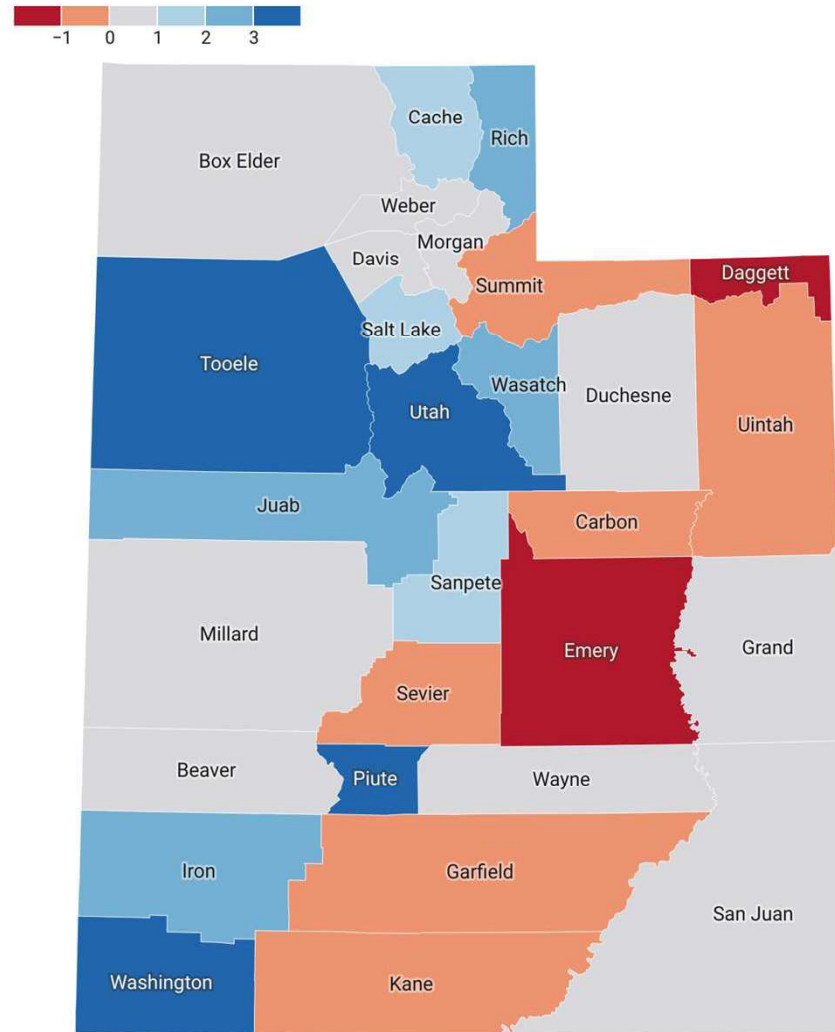 −1 0 1 2 3
Cache
Rich
Box Elder
Weber
Morgan
Davis
Daggett
Summit
Salt Lake
Tooele
Wasatch
Duchesne
Utah
Uintah
Juab
Carbon
Sanpete
Millard
Emery
Grand
Sevier
Beaver
Piute
Wayne
Iron
Garfield
San Juan
Washington
Kane